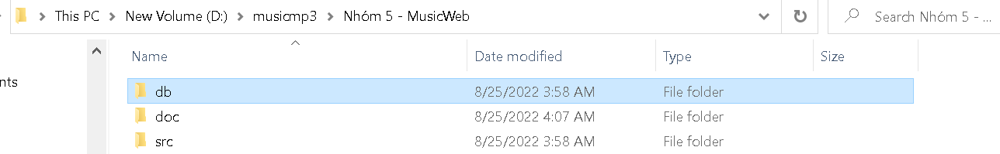 This PC > New Volume (D:) > musicmp3 > Nhóm 5 - MusicWeb
Search Nhóm 5 - ...
Name Date modified Type Size
nts
db 8/25/2022 3:58 AM File folder
doc 8/25/2022 4:07 AM File folder
src 8/25/2022 3:58 AM File folder